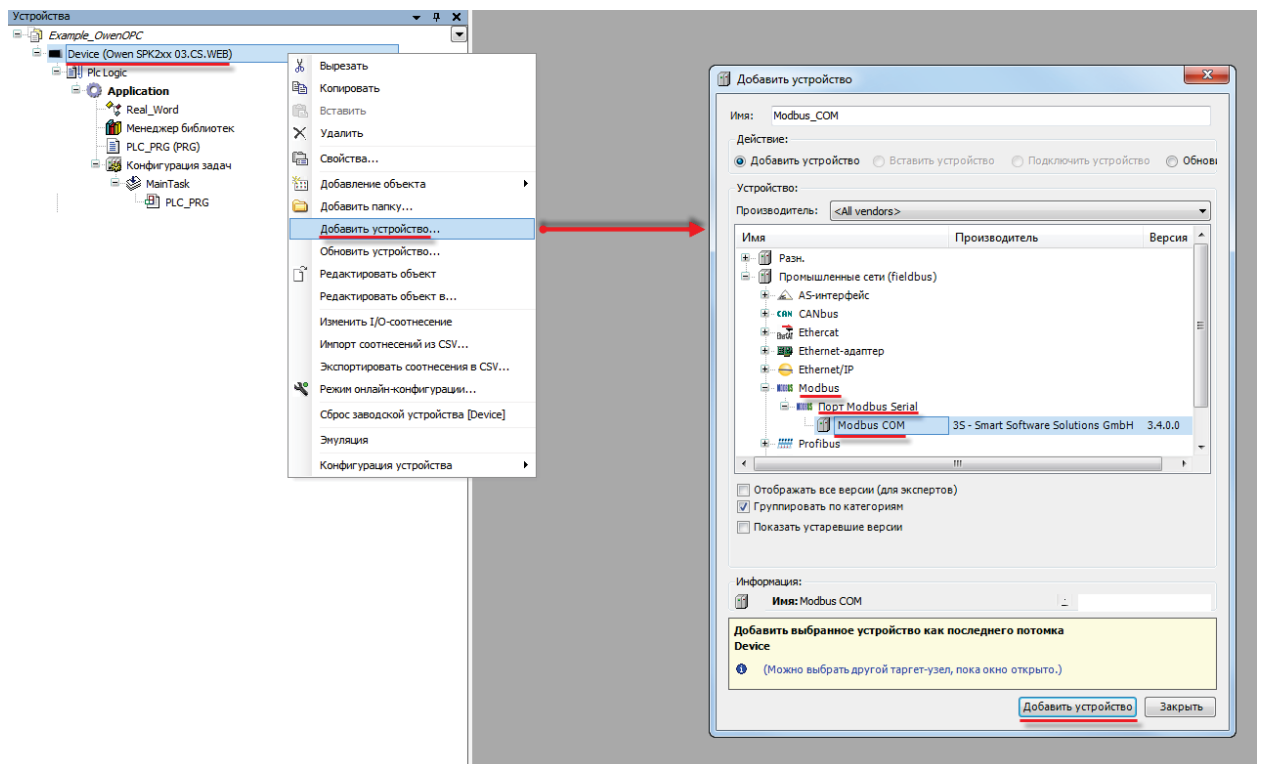 Устройства
Example_OwenOPC
Device (Owen SPK2xx 03.CS.WEB)
Plc Logic
Application
Real_Word
Менеджер библиотек
PLC_PRG (PRG)
Конфигурация задач
MainTask
PLC_PRG
Вырезать
Копировать
Вставить
Удалить
Свойства...
Добавление объекта
Добавить папку...
Добавить устройство...
Обновить устройство...
Редактировать объект
Редактировать объект в...
Изменить I/O-соотнесение
Импорт соотнесений из CSV...
Экспортировать соотнесения в CSV...
Режим онлайн-конфигурации...
Сброс заводской устройства [Device]
Эмуляция
Конфигурация устройства
Добавить устройство
Имя: Modbus_COM
Действие:
Добавить устройство Вставить устройство Подключить устройство Обнови
Устройство:
Производитель: <All vendors>
Имя Производитель Версия
Разн.
Промышленные сети (fieldbus)
AS-интерфейс
CAN CANbus
Ethercat
Ethernet-адаптер
Ethernet/IP
Modbus
Порт Modbus Serial
Modbus COM 3S - Smart Software Solutions GmbH 3.4.0.0
Profibus
Отображать все версии (для экспертов)
Группировать по категориям
Показать устаревшие версии
Информация:
Имя: Modbus COM
Добавить выбранное устройство как последнего потомка
Device
(Можно выбрать другой таргет-узел, пока окно открыто.)
Добавить устройство Закрыть